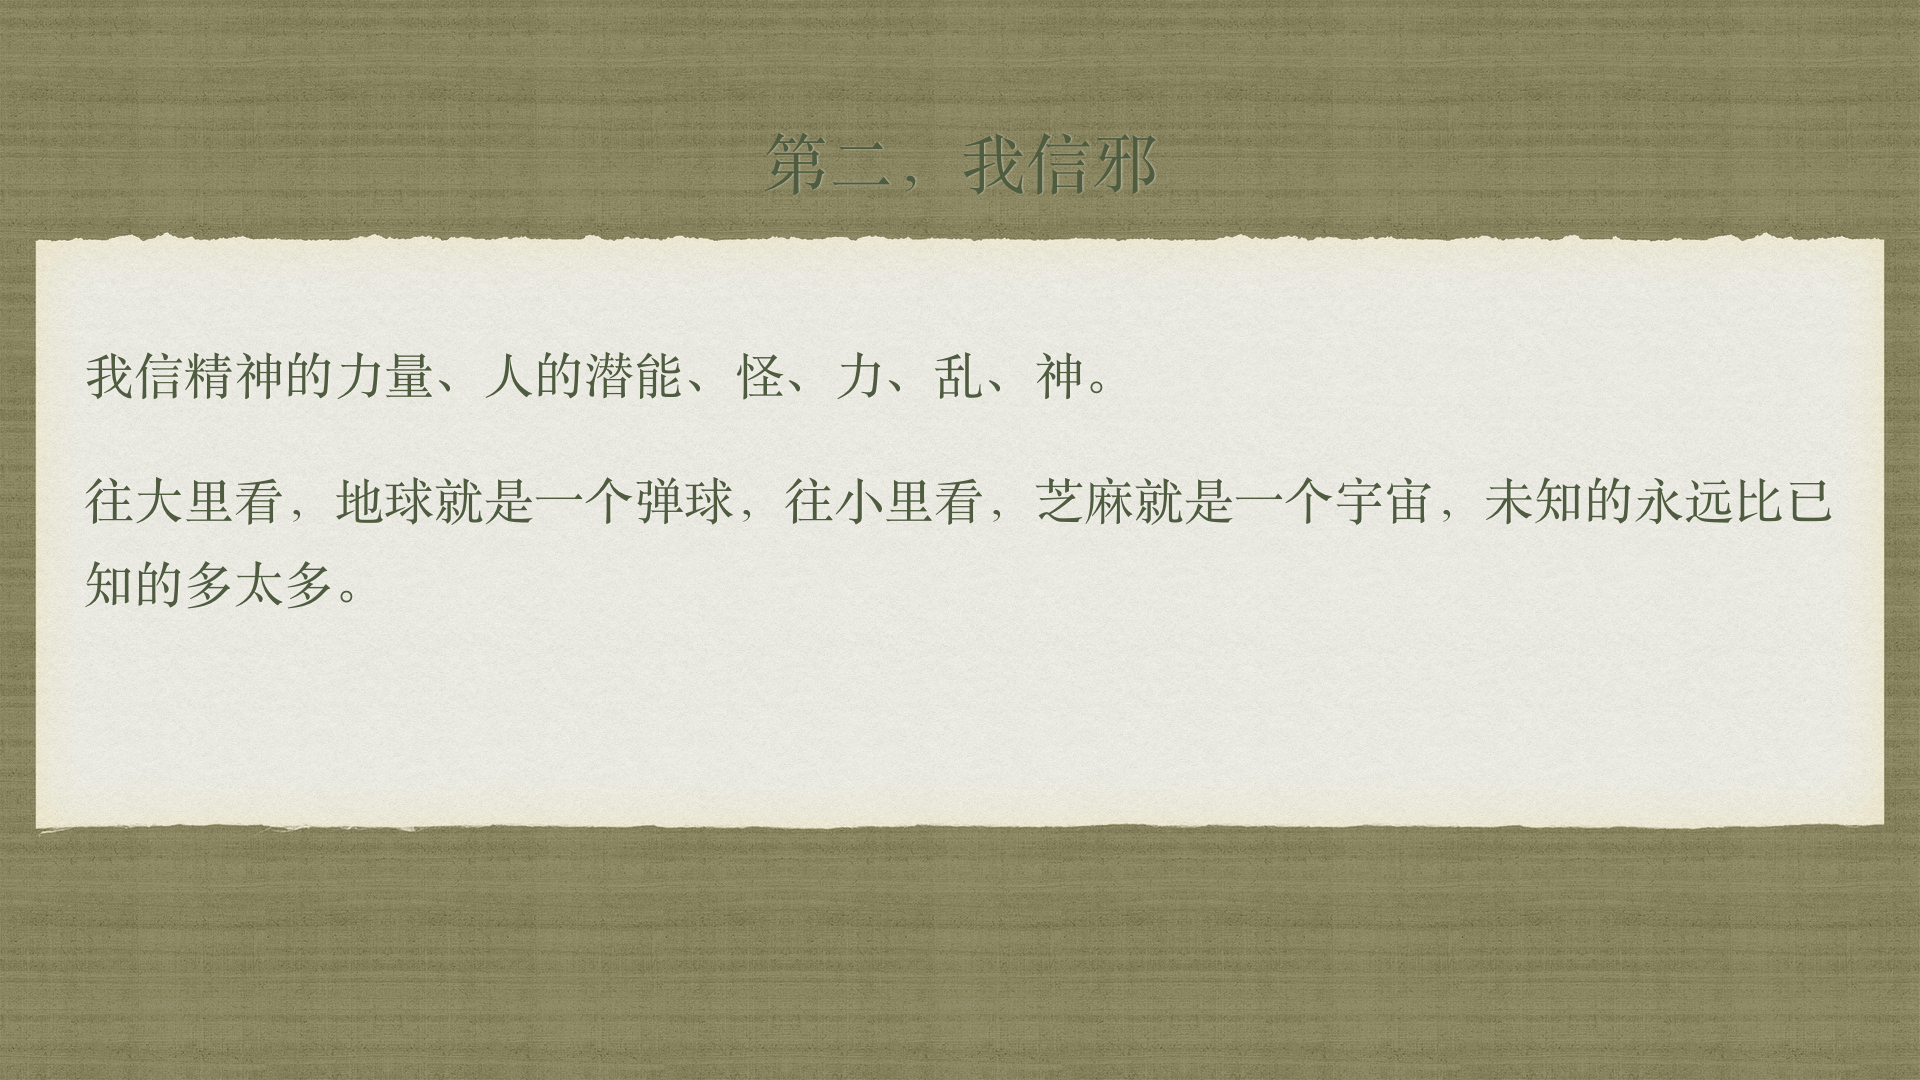 第二，我信邪
我信精神的力量、人的潜能、怪、力、乱、神。
往大里看，地球就是一个弹球，往小里看，芝麻就是一个宇宙，未知的永远比已
知的多太多。